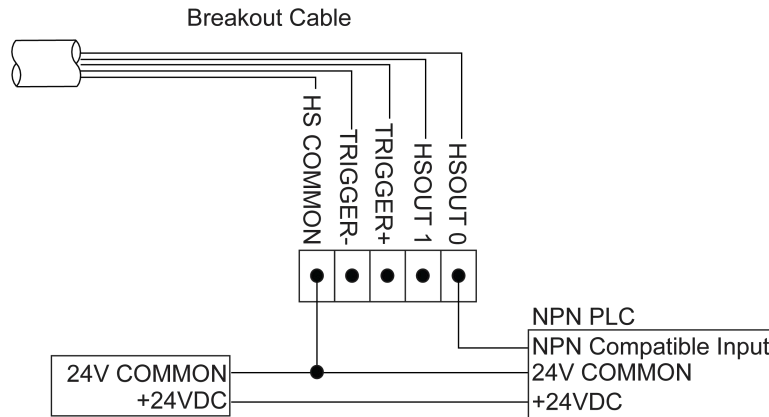 Breakout Cable
HS COMMON
TRIGGER-
TRIGGER+
HSOUT 1
HSOUT 0
NPN PLC
NPN Compatible Input
24V COMMON
24V COMMON
+24VDC
+24VDC